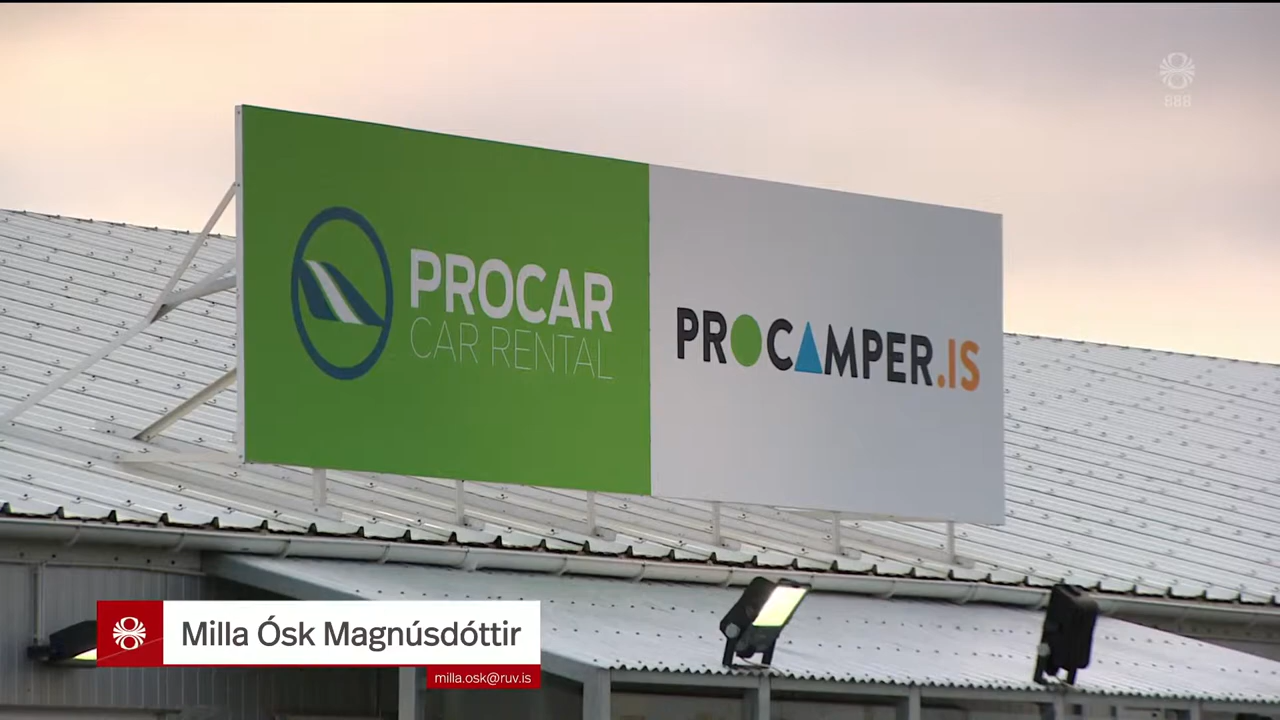 PROCAR
CAR RENTAL
PROCAMPER.IS
888
Milla Ósk Magnúsdóttir
milla.osk@ruv.is